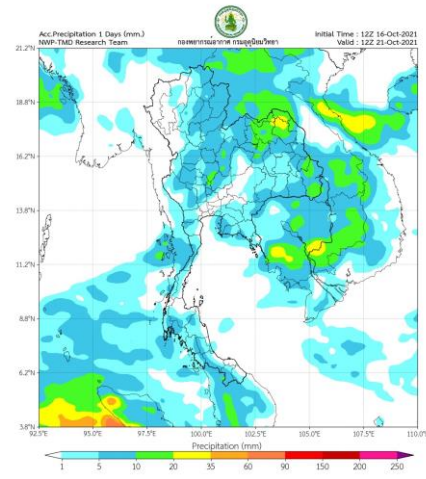 Acc.Precipitation 1 Days (mm.)
NWP-TMD Research Team
กองพยากรณ์อากาศ กรมอุตุนิยมวิทยา
Initial Time : 12Z 16-Oct-2021
Valid : 12Z 21-Oct-2021
21.2°N
18.8°N
16.2°N
13.8°N
11.2°N
8.8°N
6.2°N
3.8°N
92.5°E 95.0°E 97.5°E 100.0°E 102.5°E 105.0°E 107.5°E 110.0°E
Precipitation (mm)
1 5 10 20 35 60 90 150 200 250